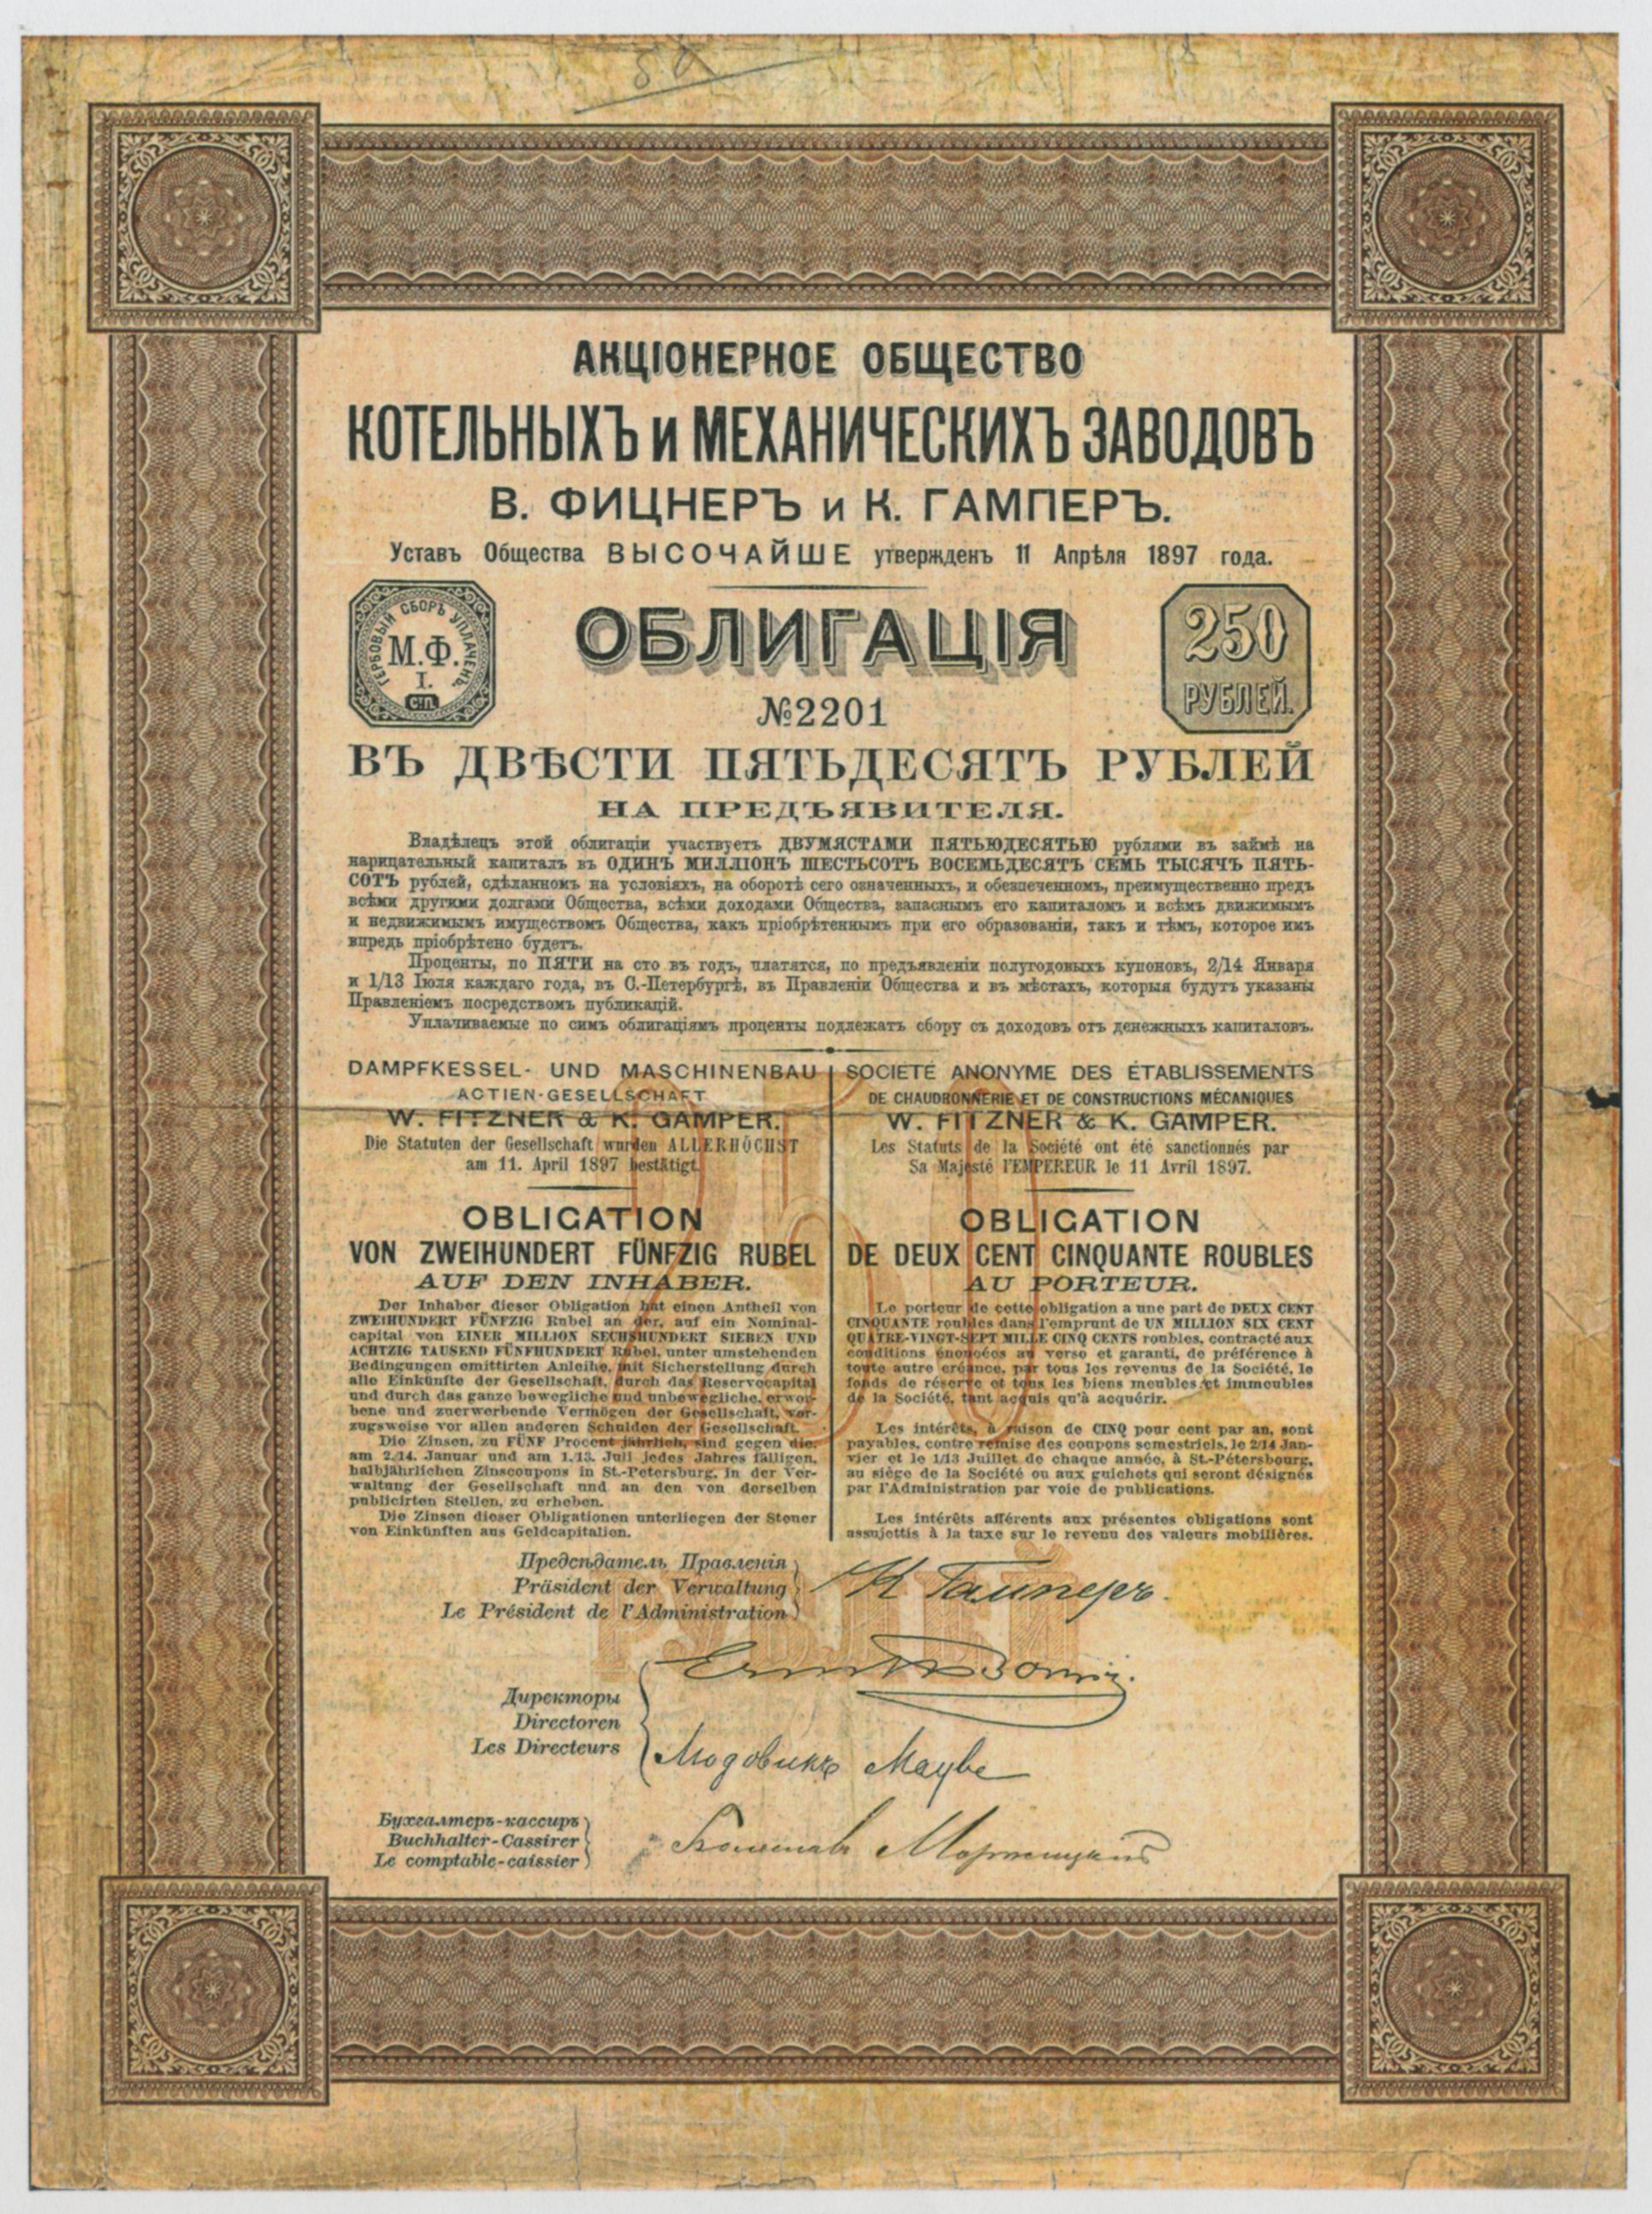 АКЦІОНЕРНОЕ ОБЩЕСТВО
КОТЕЛЬНЫХЪ и МЕХАНИЧЕСКИХЪ ЗАВОДОВЪ
В. ФИЦНЕРЪ и К. ГАМПЕРЪ.
Уставъ Общества ВЫСОЧАЙШЕ утвержденъ 11 Апрѣля 1897 года.
ГЕРБОВЫЙ СБОРЪ УПЛАЧЕНЪ.
М.Ф.
I.
С.П.
ОБЛИГАЦІЯ
250
РУБЛЕЙ.
№2201
ВЪ ДВѢСТИ ПЯТЬДЕСЯТЪ РУБЛЕЙ
НА ПРЕДЪЯВИТЕЛЯ.
Владѣлецъ этой облигаціи участвуетъ ДВУМЯСТАМИ ПЯТЬЮДЕСЯТЬЮ рублями въ займѣ на
нарицательный капиталъ въ ОДИНЪ МИЛЛІОНЪ ШЕСТЬСОТЪ ВОСЕМЬДЕСЯТЪ СЕМЬ ТЫСЯЧЪ ПЯТЬ-
СОТЪ рублей, сдѣланномъ на условіяхъ, на оборотѣ сего означенныхъ, и обезпеченномъ, преимущественно предъ
всѣми другими долгами Общества, всѣми доходами Общества, запаснымъ его капиталомъ и всѣмъ движимымъ
и недвижимымъ имуществомъ Общества, какъ пріобрѣтеннымъ при его образованіи, такъ и тѣмъ, которое имъ
впредь пріобрѣтено будетъ.
Проценты, по ПЯТИ на сто въ годъ, платятся, по предъявленіи полугодовыхъ купоновъ, 2/14 Января
и 1/13 Іюля каждаго года, въ С.-Петербургѣ, въ Правленіи Общества и въ мѣстахъ, которыя будутъ указаны
Правленіемъ посредствомъ публикацій.
Уплачиваемые по симъ облигаціямъ проценты подлежатъ сбору съ доходовъ отъ денежныхъ капиталовъ.
DAMPFKESSEL- UND MASCHINENBAU
ACTIEN-GESELLSCHAFT
W. FITZNER & K. GAMPER.
Die Statuten der Gesellschaft wurden ALLERHÖCHST
am 11. April 1897 bestätigt.
OBLIGATION
VON ZWEIHUNDERT FÜNFZIG RUBEL
AUF DEN INHABER.
Der Inhaber dieser Obligation hat einen Antheil von
ZWEIHUNDERT FÜNFZIG Rubel an der, auf ein Nominal-
capital von EINER MILLION SECHSHUNDERT SIEBEN UND
ACHTZIG TAUSEND FÜNFHUNDERT Rubel, unter umstehenden
Bedingungen emittirten Anleihe, mit Sicherstellung durch
alle Einkünfte der Gesellschaft, durch das Reservecapital
und durch das ganze bewegliche und unbewegliche, erwor-
bene und zuerwerbende Vermögen der Gesellschaft, vor-
zugsweise vor allen anderen Schulden der Gesellschaft.
Die Zinsen, zu FÜNF Procent jährlich, sind gegen die,
am 2/14. Januar und am 1/13. Juli jedes Jahres fälligen,
halbjährlichen Zinscoupons in St.-Petersburg, in der Ver-
waltung der Gesellschaft und an den von derselben
publicirten Stellen, zu erheben.
Die Zinsen dieser Obligationen unterliegen der Steuer
von Einkünften aus Geldcapitalien.
SOCIÉTÉ ANONYME DES ÉTABLISSEMENTS
DE CHAUDRONNERIE ET DE CONSTRUCTIONS MÉCANIQUES
W. FITZNER & K. GAMPER.
Les Statuts de la Société ont été sanctionnés par
Sa Majesté l'EMPEREUR le 11 Avril 1897.
OBLIGATION
DE DEUX CENT CINQUANTE ROUBLES
AU PORTEUR.
Le porteur de cette obligation a une part de DEUX CENT
CINQUANTE roubles dans l'emprunt de UN MILLION SIX CENT
QUATRE-VINGT-SEPT MILLE CINQ CENTS roubles, contracté aux
conditions énoncées au verso et garanti, de préférence à
toute autre créance, par tous les revenus de la Société, le
fonds de réserve et tous les biens meubles et immeubles
de la Société, tant acquis qu'à acquérir.
Les intérêts, à raison de CINQ pour cent par an, sont
payables, contre remise des coupons semestriels, le 2/14 Jan-
vier et le 1/13 Juillet de chaque année, à St.-Pétersbourg,
au siège de la Société ou aux guichets qui seront désignés
par l'Administration par voie de publications.
Les intérêts afférents aux présentes obligations sont
assujettis à la taxe sur le revenu des valeurs mobilières.
250
РУБЛЕЙ
Предсѣдатель Правленія
Präsident der Verwaltung
Le Président de l'Administration
К Гамперъ.
Директоры
Directoren
Les Directeurs
Людовикъ Мауве
Бухгалтеръ-кассиръ
Buchhalter-Cassirer
Le comptable-caissier